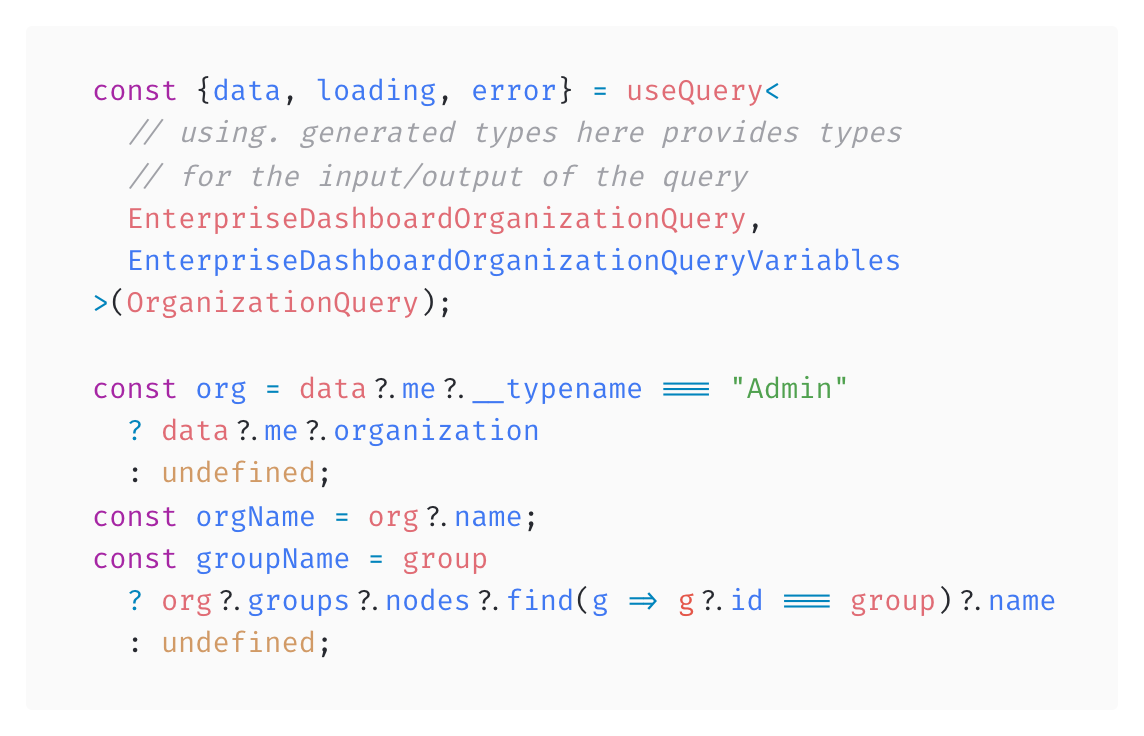 const {data, loading, error} = useQuery<
  // using. generated types here provides types
  // for the input/output of the query
  EnterpriseDashboardOrganizationQuery,
  EnterpriseDashboardOrganizationQueryVariables
>(OrganizationQuery);

const org = data?.me?.__typename === "Admin"
  ? data?.me?.organization
  : undefined;
const orgName = org?.name;
const groupName = group
  ? org?.groups?.nodes?.find(g => g?.id === group)?.name
  : undefined;